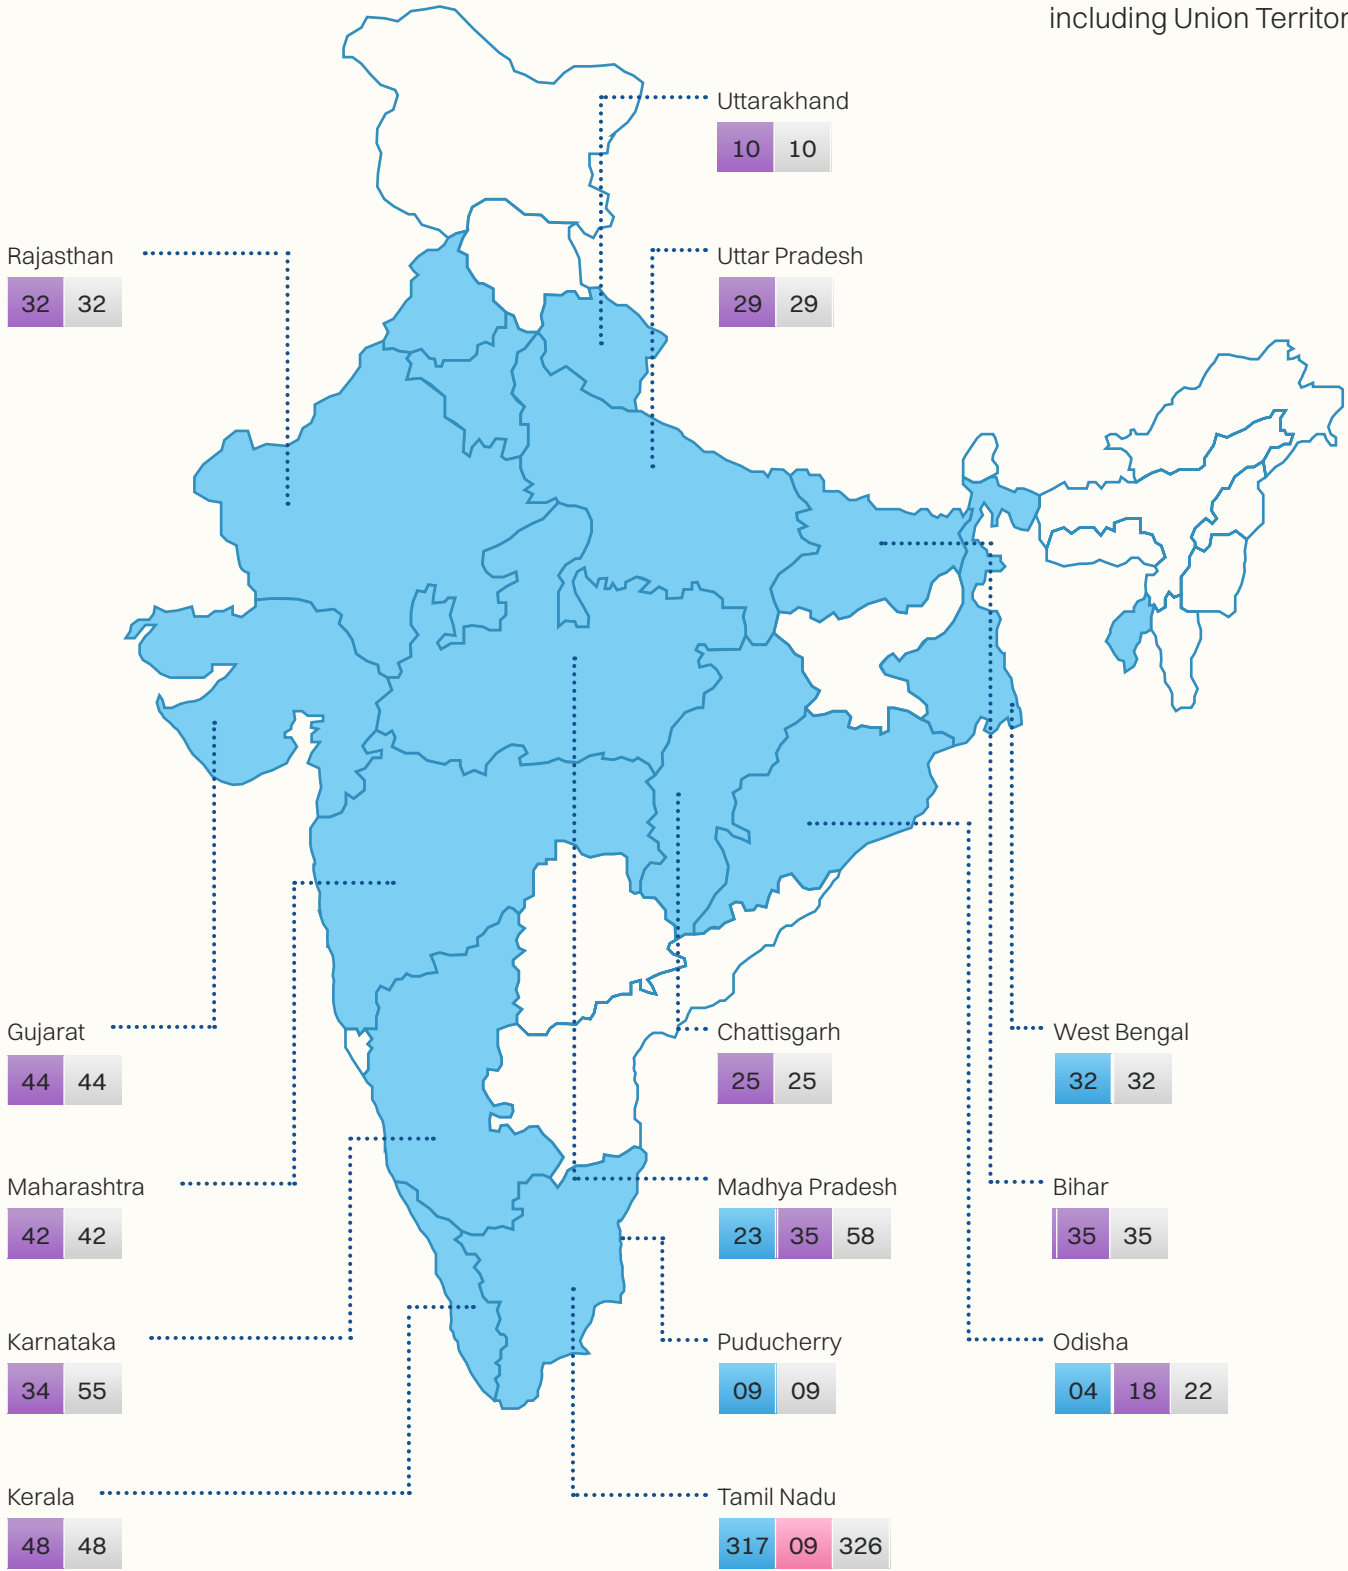 including Union Territor
Uttarakhand
10 10
Rajasthan
32 32
Uttar Pradesh
29 29
Gujarat
44 44
Chattisgarh
25 25
West Bengal
32 32
Maharashtra
42 42
Madhya Pradesh
23 35 58
Bihar
35 35
Karnataka
34 55
Puducherry
09 09
Odisha
04 18 22
Kerala
48 48
Tamil Nadu
317 09 326